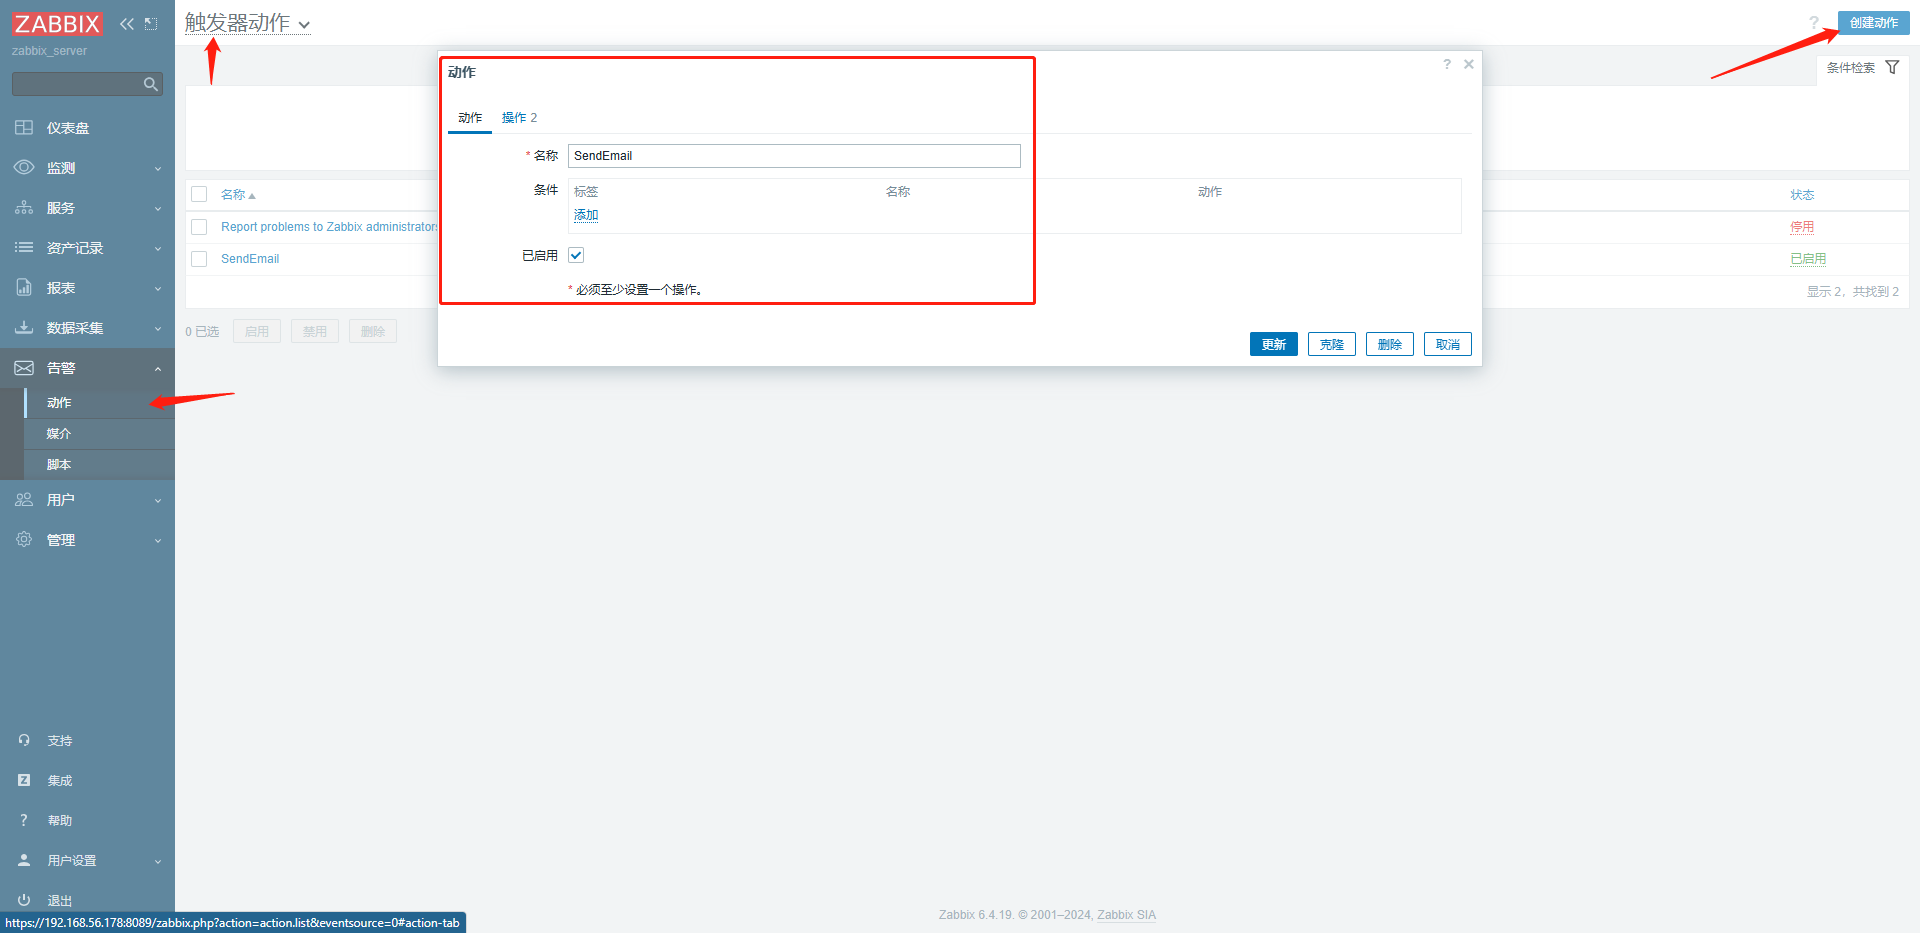 ZABBIX
zabbix_server
仪表盘
监测
服务
资产记录
报表
数据采集
告警
动作
媒介
脚本
用户
管理
支持
集成
? 帮助
用户设置
退出
https://192.168.56.178:8089/zabbix.php?action=action.list&eventsource=0#action-tab
触发器动作
? 创建动作
条件检索
名称
状态
Report problems to Zabbix administrators
停用
SendEmail
已启用
显示 2，共找到 2
0 已选 启用 禁用 删除
动作
?
动作 操作 2
* 名称 SendEmail
条件 标签 名称 动作
添加
已启用
* 必须至少设置一个操作。
更新 克隆 删除 取消
Zabbix 6.4.19. © 2001–2024, Zabbix SIA